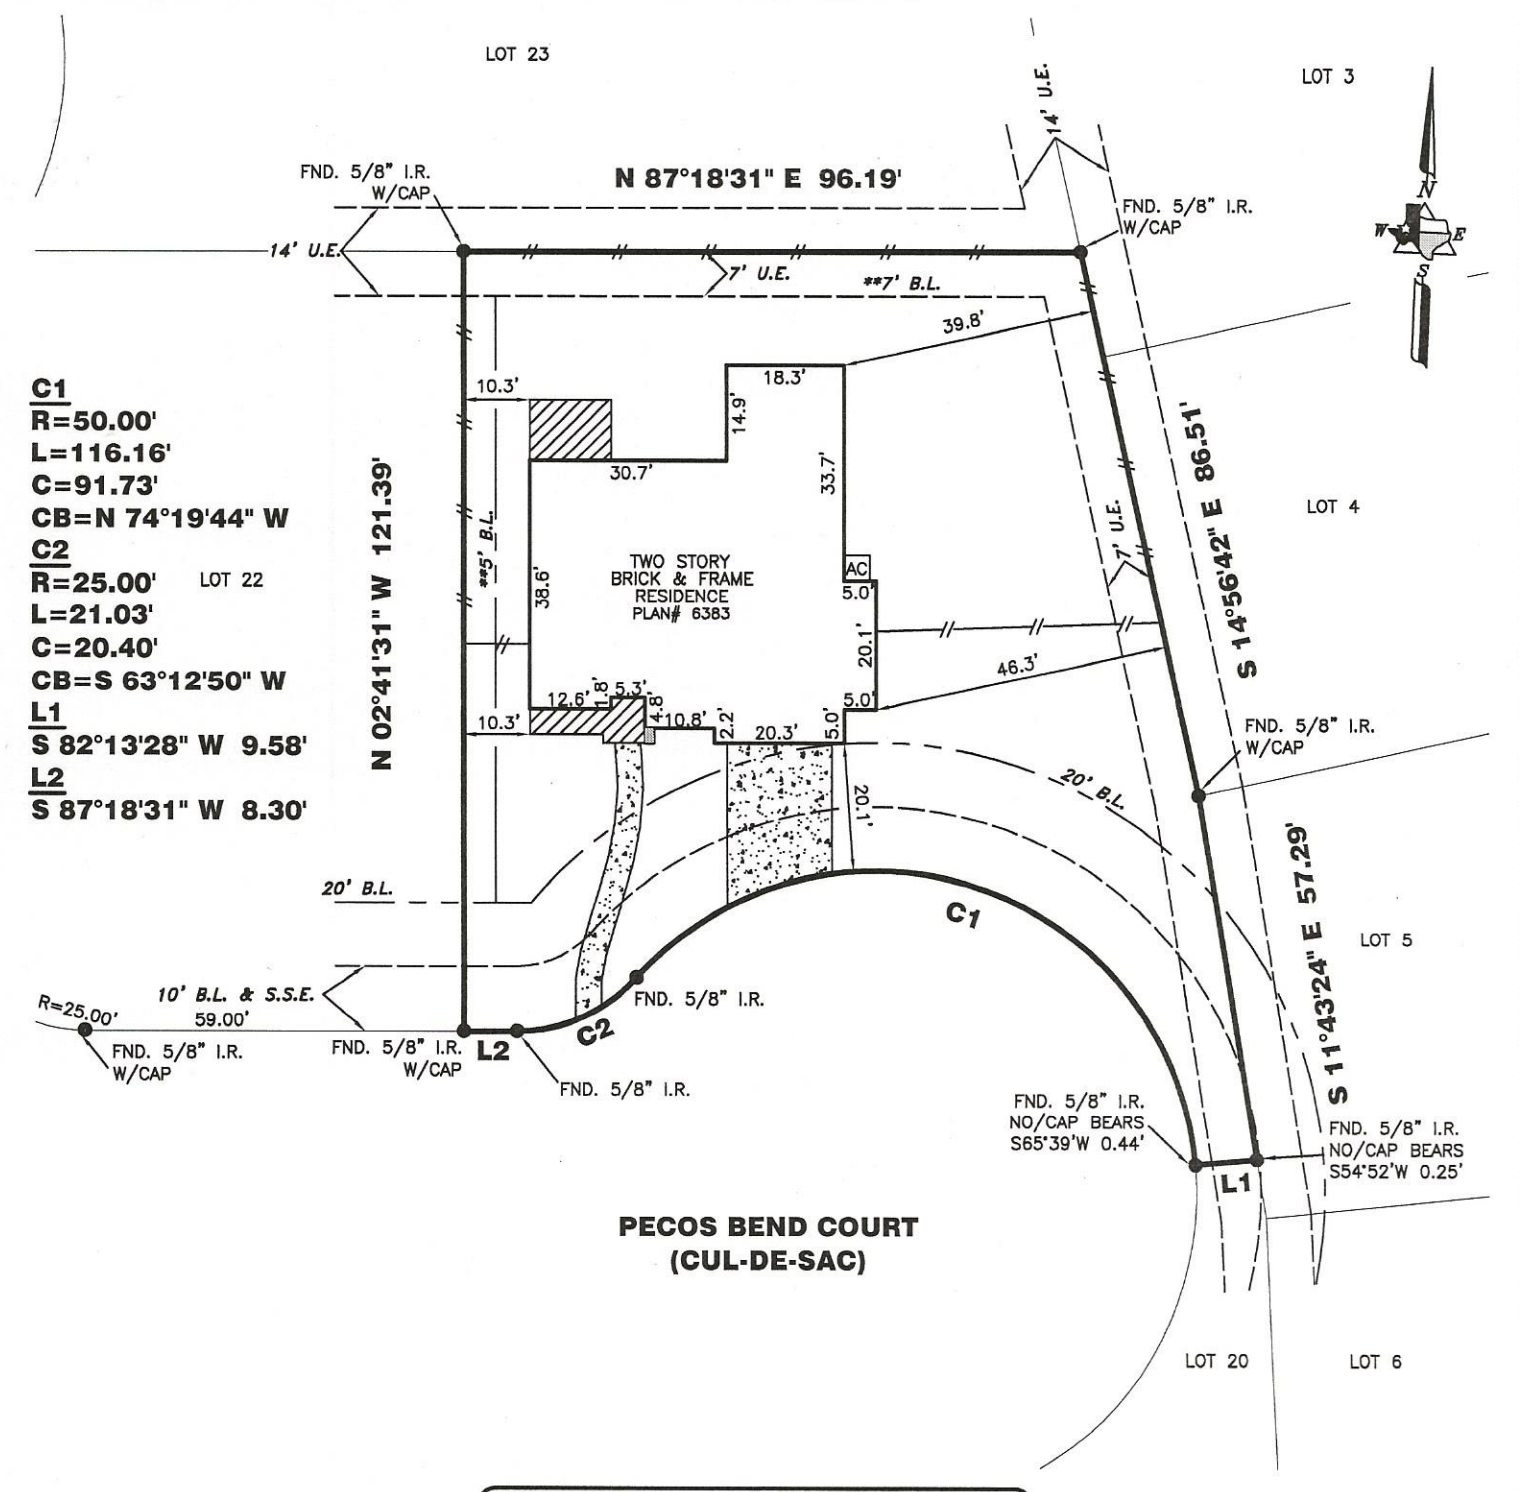 LOT 23
LOT 3
14' U.E.
FND. 5/8" I.R.
W/CAP
N 87°18'31" E 96.19'
FND. 5/8" I.R.
W/CAP
N
W
E
S
14' U.E.
7' U.E.
**7' B.L.
39.8'
18.3'
10.3'
14.9'
30.7'
33.7'
C1
R=50.00'
L=116.16'
C=91.73'
CB=N 74°19'44" W
C2
R=25.00'
L=21.03'
C=20.40'
CB=S 63°12'50" W
L1
S 82°13'28" W 9.58'
L2
S 87°18'31" W 8.30'
LOT 22
N 02°41'31" W 121.39'
**5' B.L.
38.6'
TWO STORY
BRICK & FRAME
RESIDENCE
PLAN# 6383
AC
5.0'
20.1'
7' U.E.
S 14°56'42" E 86.51'
LOT 4
46.3'
12.6'
1.8'
5.3'
4.8'
10.8'
2.2'
20.3'
5.0'
5.0'
10.3'
FND. 5/8" I.R.
W/CAP
20' B.L.
20.1'
20' B.L.
C1
S 11°43'24" E 57.29'
LOT 5
10' B.L. & S.S.E.
R=25.00'
59.00'
FND. 5/8" I.R.
C2
FND. 5/8" I.R.
W/CAP
FND. 5/8" I.R.
W/CAP
L2
FND. 5/8" I.R.
FND. 5/8" I.R.
NO/CAP BEARS
S65°39'W 0.44'
FND. 5/8" I.R.
NO/CAP BEARS
S54°52'W 0.25'
L1
PECOS BEND COURT
(CUL-DE-SAC)
LOT 20
LOT 6